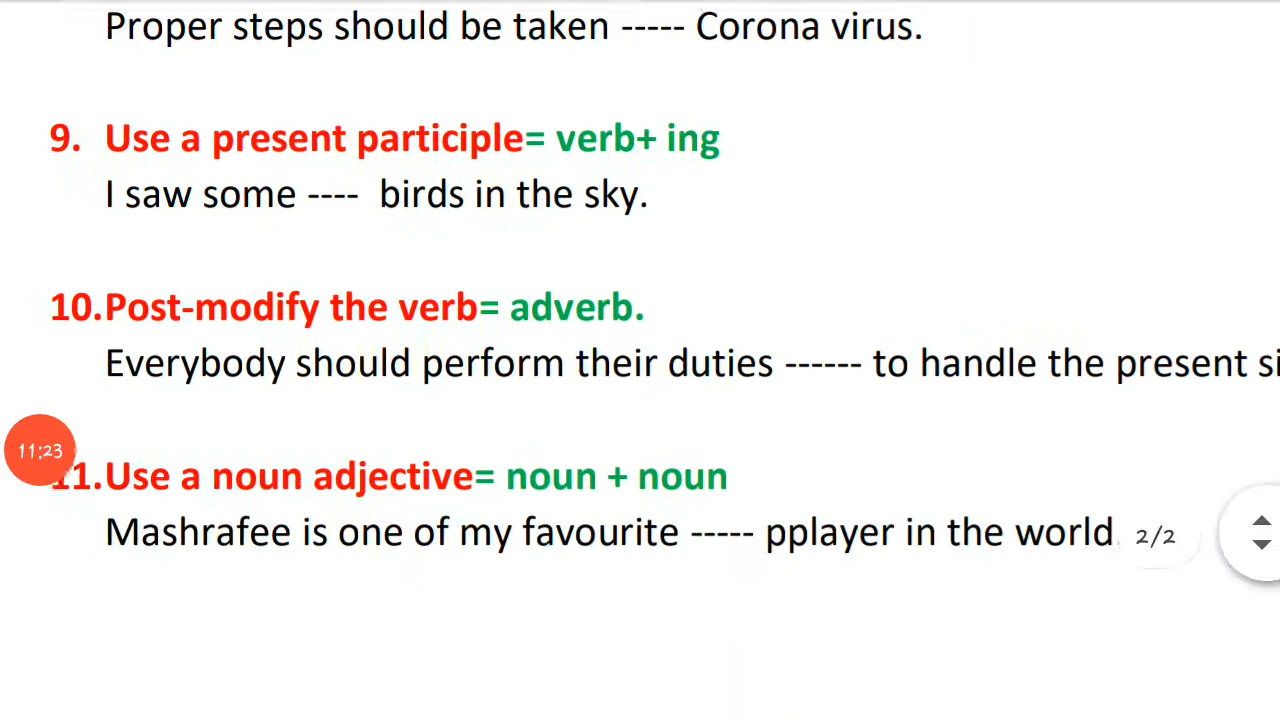 Proper steps should be taken ----- Corona virus.
9. Use a present participle= verb+ ing
I saw some ---- birds in the sky.
10.Post-modify the verb= adverb.
Everybody should perform their duties ------ to handle the present si
11:23
11.Use a noun adjective= noun + noun
Mashrafee is one of my favourite ----- pplayer in the world.
2/2